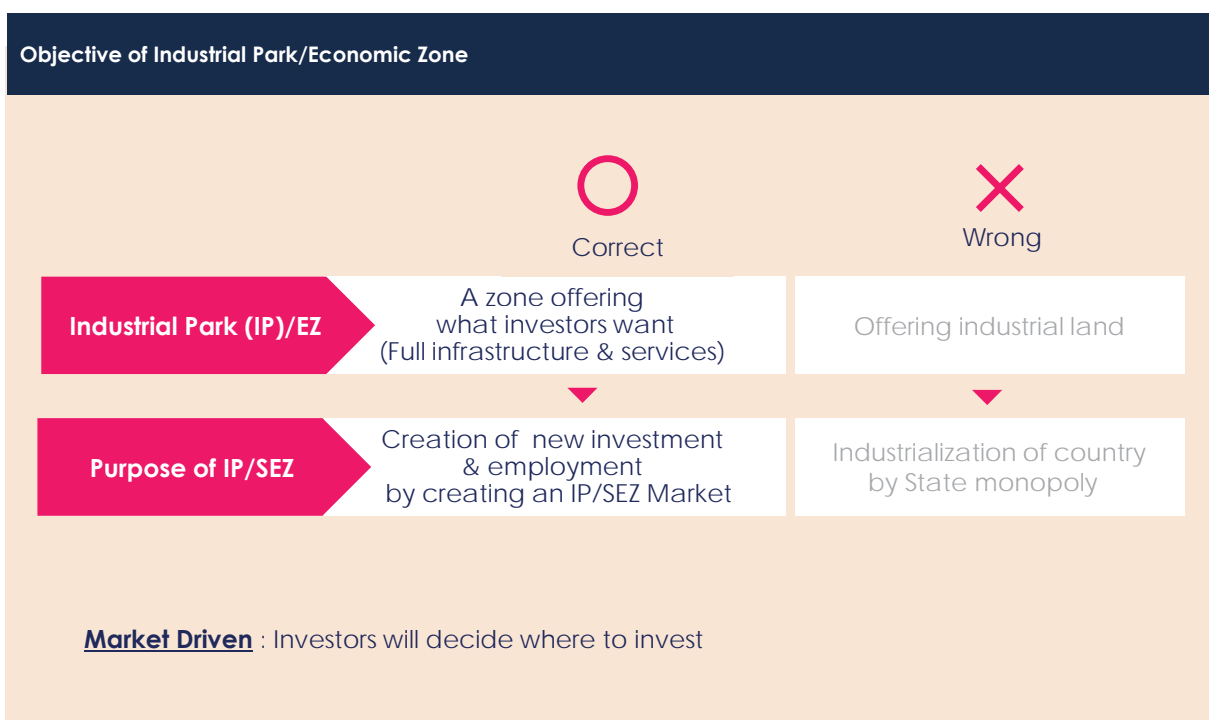 Objective of Industrial Park/Economic Zone
Correct
Wrong
Industrial Park (IP)/EZ
A zone offering
what investors want
(Full infrastructure & services)
Offering industrial land
Purpose of IP/SEZ
Creation of new investment
& employment
by creating an IP/SEZ Market
Industrialization of country
by State monopoly
Market Driven : Investors will decide where to invest